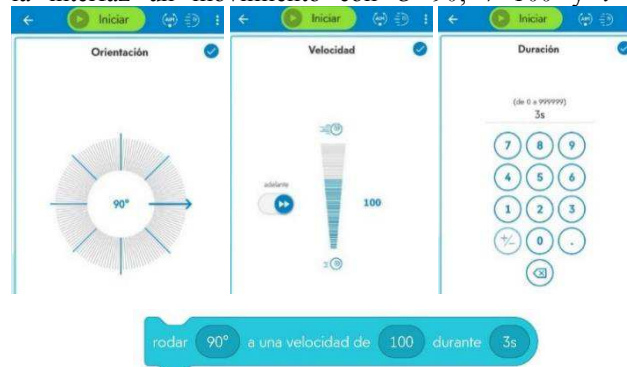 Iniciar
Orientación
90°
Iniciar
Velocidad
adelante
100
Iniciar
Duración
(de 0 a 999999)
3s
7 8 9
4 5 6
1 2 3
+/- 0 .
rodar 90° a una velocidad de 100 durante 3s